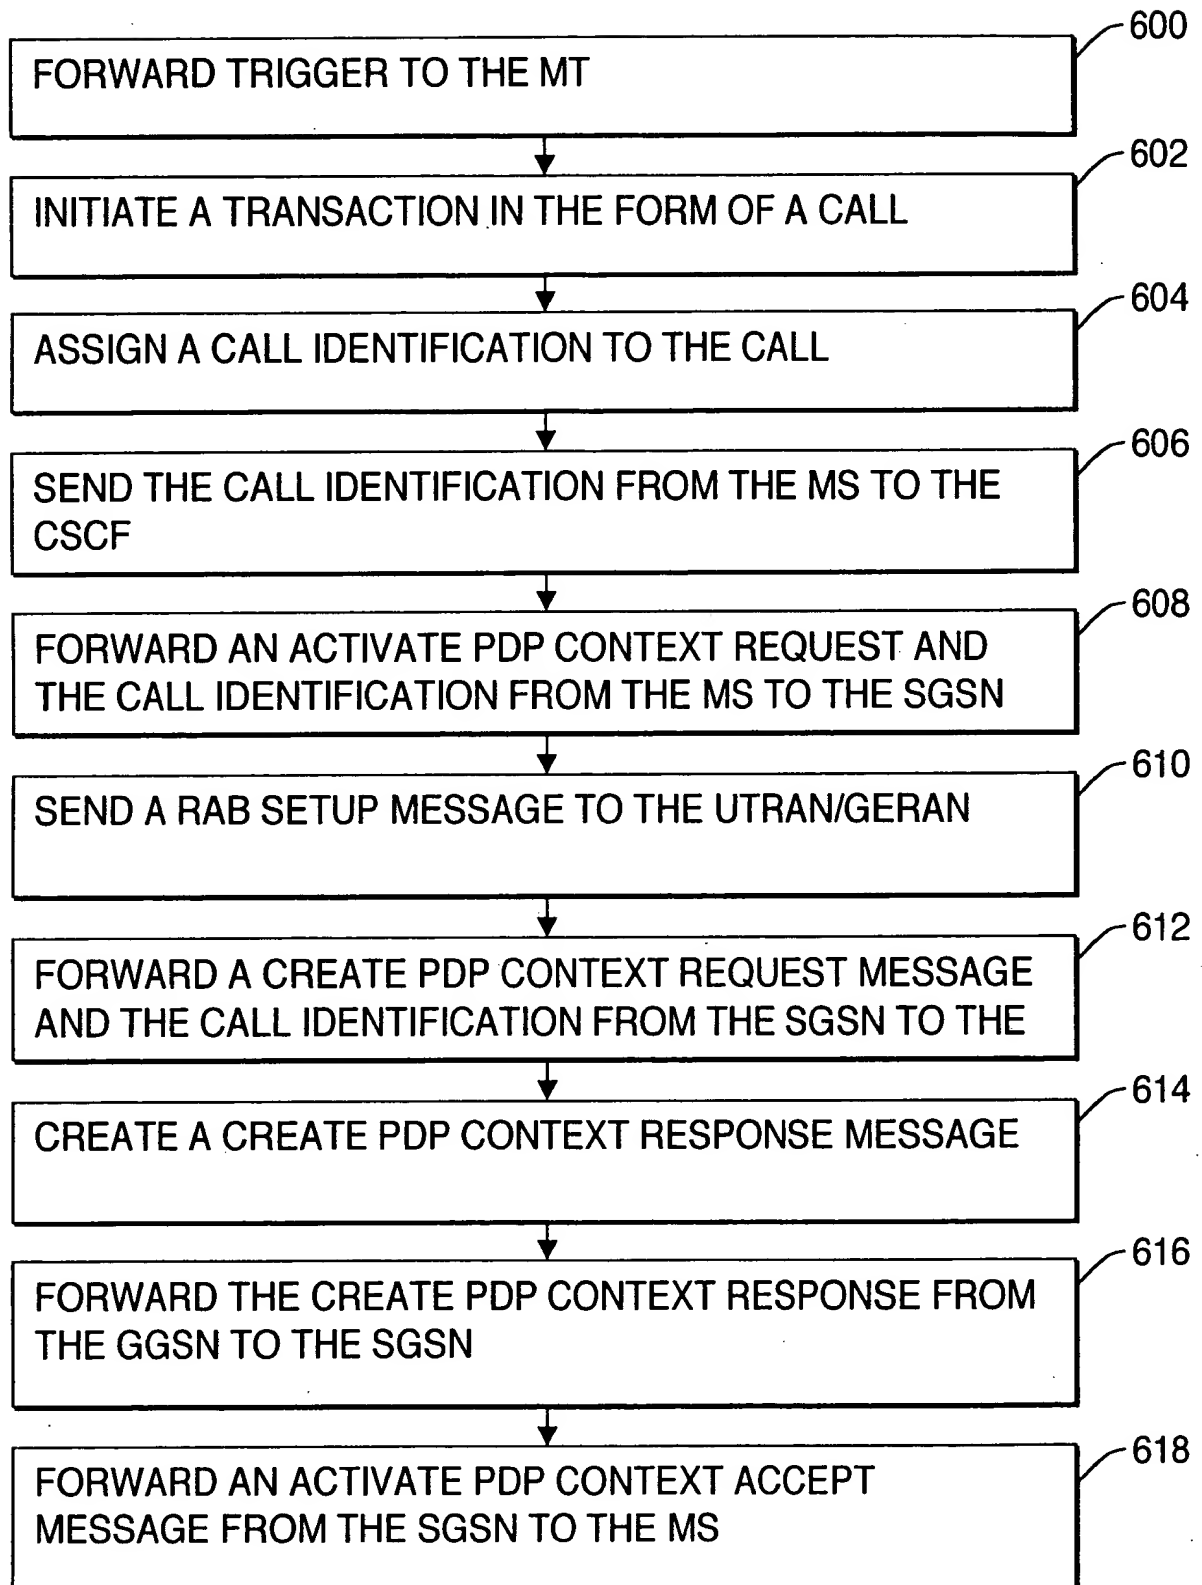 600
FORWARD TRIGGER TO THE MT
602
INITIATE A TRANSACTION IN THE FORM OF A CALL
604
ASSIGN A CALL IDENTIFICATION TO THE CALL
606
SEND THE CALL IDENTIFICATION FROM THE MS TO THE
CSCF
608
FORWARD AN ACTIVATE PDP CONTEXT REQUEST AND
THE CALL IDENTIFICATION FROM THE MS TO THE SGSN
610
SEND A RAB SETUP MESSAGE TO THE UTRAN/GERAN
612
FORWARD A CREATE PDP CONTEXT REQUEST MESSAGE
AND THE CALL IDENTIFICATION FROM THE SGSN TO THE
614
CREATE A CREATE PDP CONTEXT RESPONSE MESSAGE
616
FORWARD THE CREATE PDP CONTEXT RESPONSE FROM
THE GGSN TO THE SGSN
618
FORWARD AN ACTIVATE PDP CONTEXT ACCEPT
MESSAGE FROM THE SGSN TO THE MS